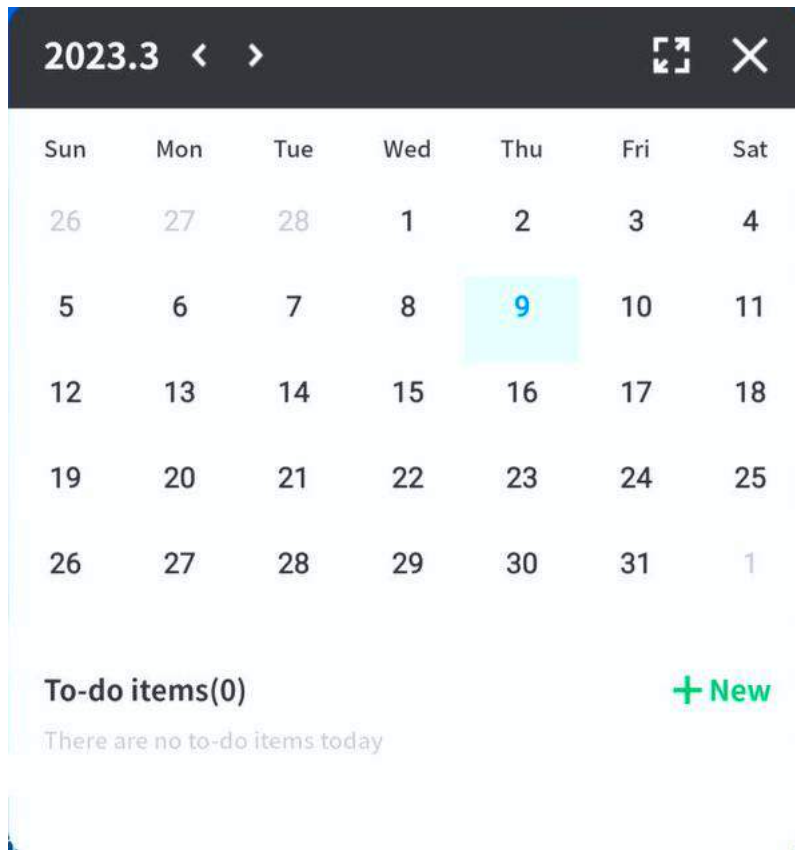 2023.3 < >
Sun Mon Tue Wed Thu Fri Sat
26 27 28 1 2 3 4
5 6 7 8 9 10 11
12 13 14 15 16 17 18
19 20 21 22 23 24 25
26 27 28 29 30 31 1
To-do items(0) + New
There are no to-do items today